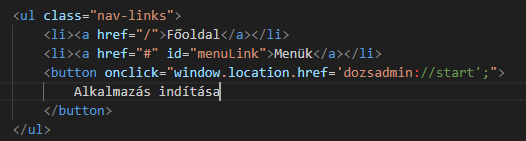 <ul class="nav-links">
<li><a href="/">Főoldal</a></li>
<li><a href="#" id="menuLink">Menük</a></li>
<button onclick="window.location.href='dozsadmin://start';">
Alkalmazás indítása
</button>
</ul>